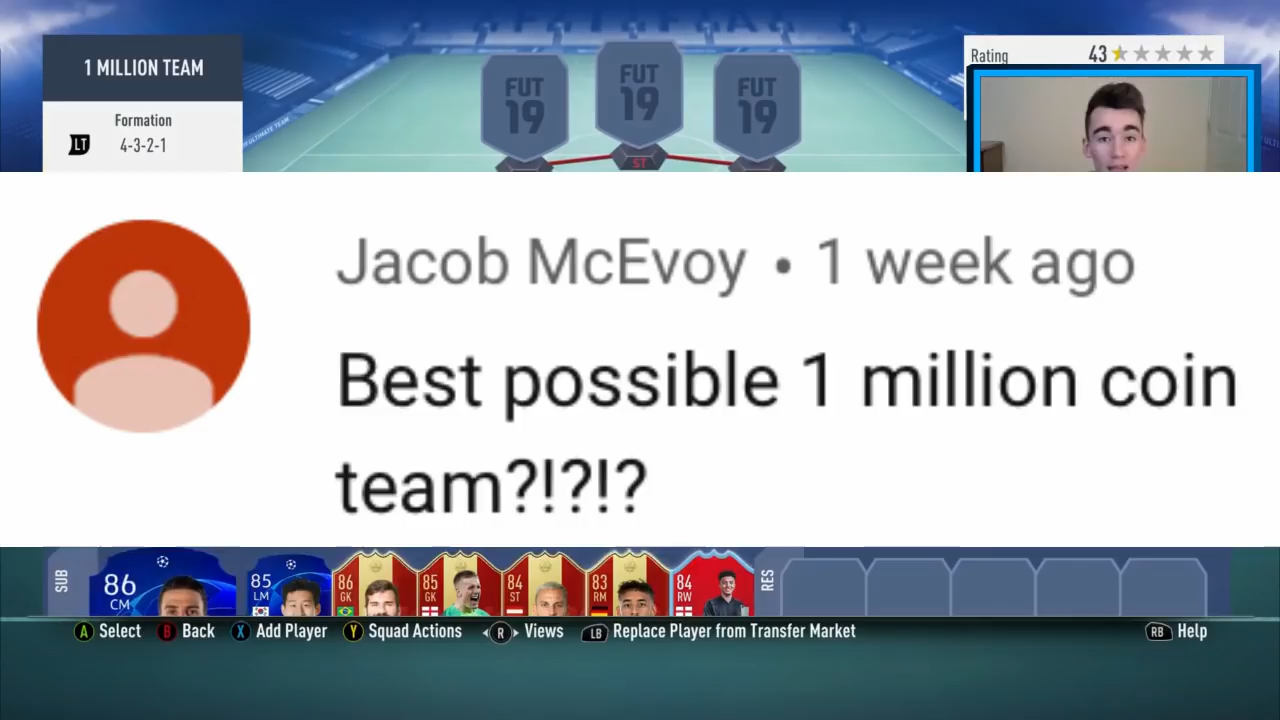 1 MILLION TEAM
Formation
LT
4-3-2-1
FUT
19
FUT
19
FUT
19
ST
Rating 43
Jacob McEvoy • 1 week ago
Best possible 1 million coin
team?!?!?
SUB
86
CM
85
LM
86
GK
85
GK
84
ST
83
RM
84
RW
RES
A Select B Back X Add Player Y Squad Actions R Views LB Replace Player from Transfer Market RB Help